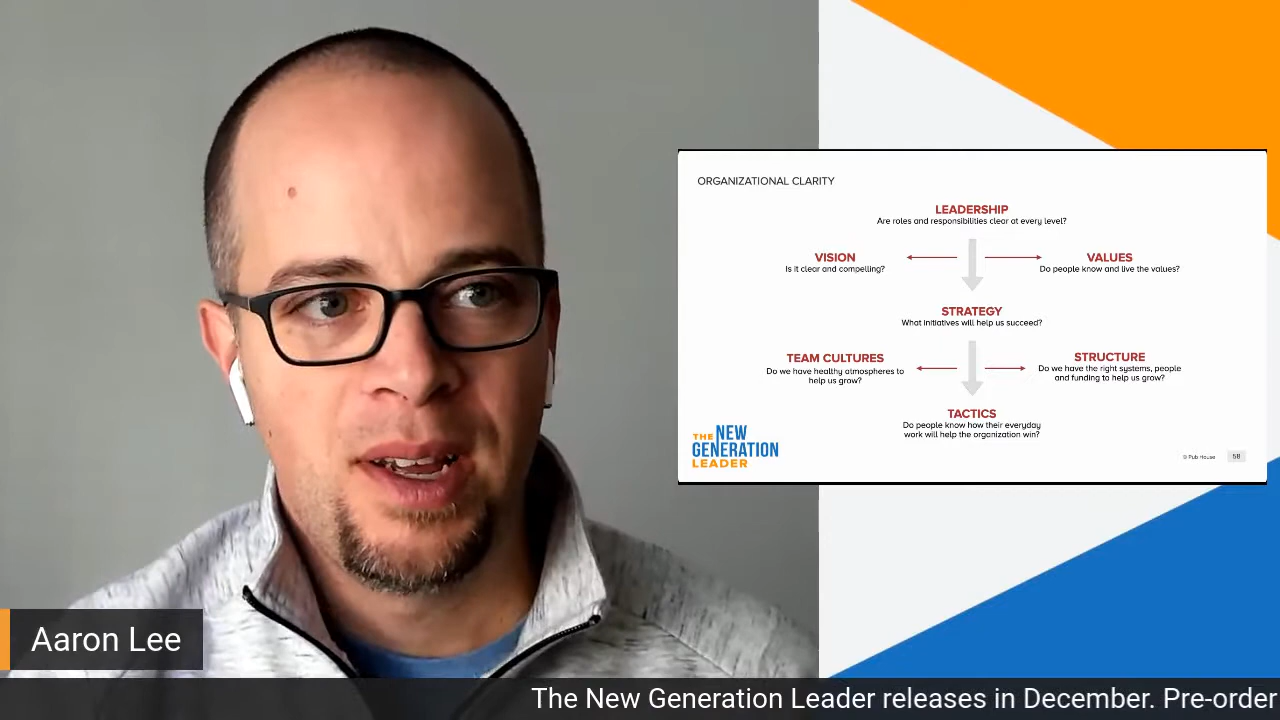 ORGANIZATIONAL CLARITY
LEADERSHIP
Are roles and responsibilities clear at every level?
VISION
Is it clear and compelling?
VALUES
Do people know and live the values?
STRATEGY
What initiatives will help us succeed?
TEAM CULTURES
Do we have healthy atmospheres to
help us grow?
STRUCTURE
Do we have the right systems, people
and funding to help us grow?
TACTICS
Do people know how their everyday
work will help the organization win?
THE NEW
GENERATION
LEADER
© Pub House
58
Aaron Lee
The New Generation Leader releases in December. Pre-order